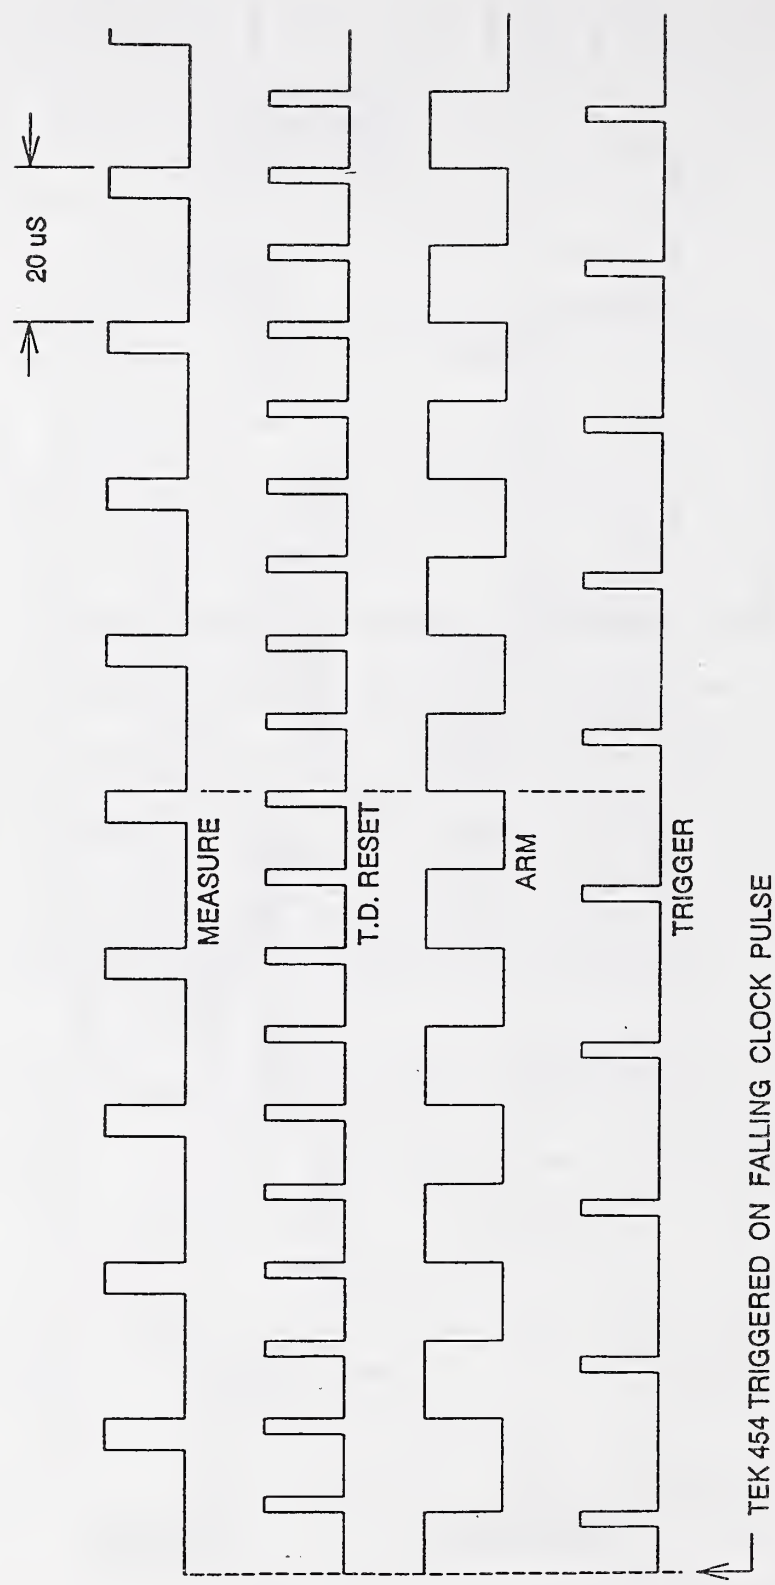 20 uS
MEASURE
T.D. RESET
ARM
TRIGGER
TEK 454 TRIGGERED ON FALLING CLOCK PULSE